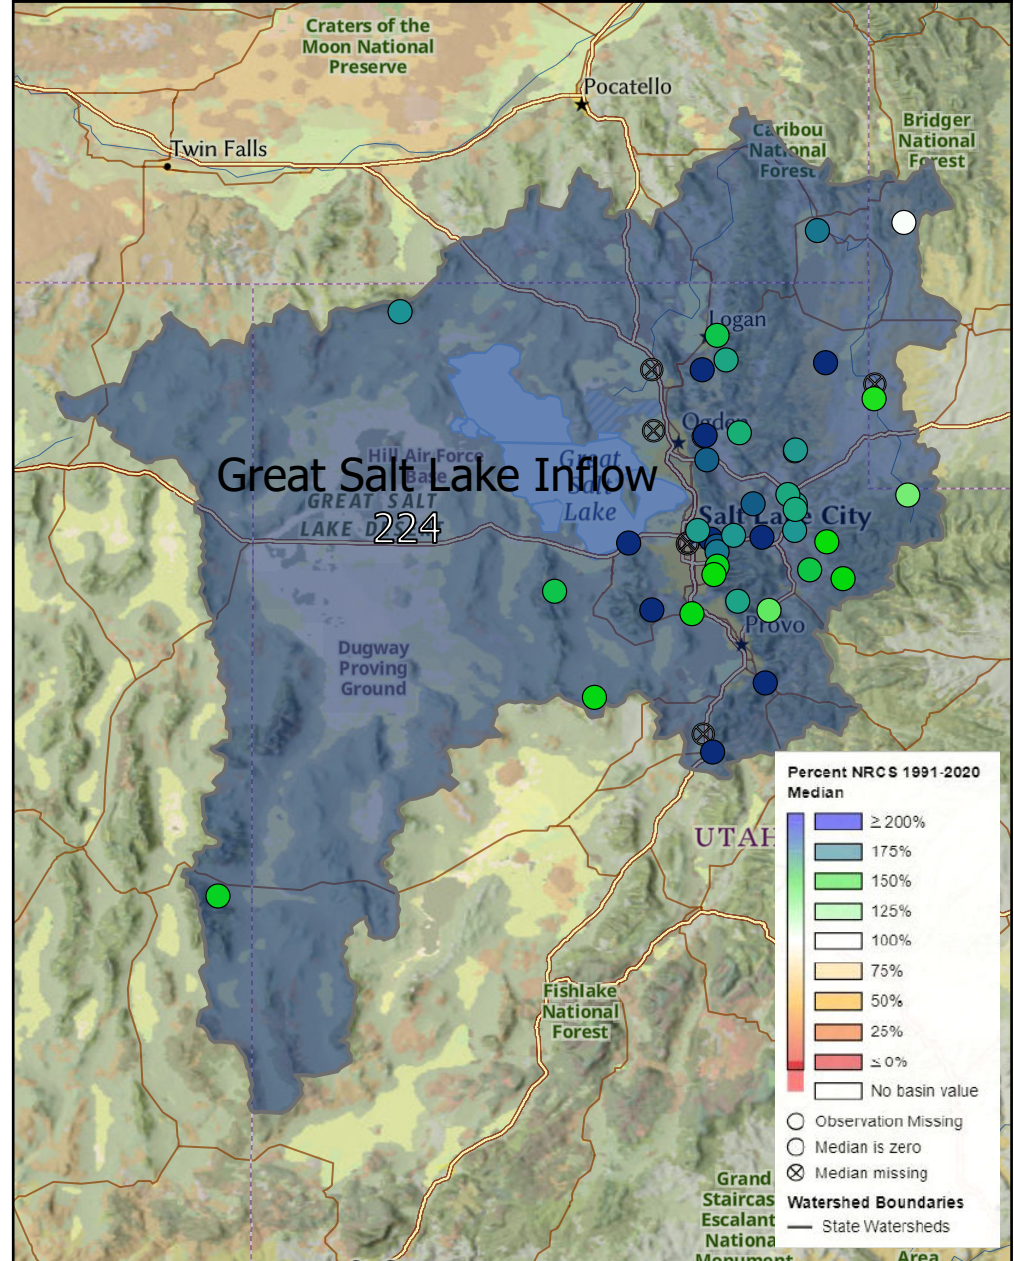 Craters of the
Moon National
Preserve
Pocatello
Twin Falls
Caribou
National
Forest
Bridger
National
Forest
Logan
Ogden
Hill Air Force
Base
Great
Salt
Lake
Great Salt Lake Inflow
GREAT SALT
LAKE
224
Salt Lake City
Dugway
Proving
Ground
Provo
UTAH
Fishlake
National
Forest
Grand
Staircas
Escalant
Nationa
Monument
Area
Percent NRCS 1991-2020
Median
≥ 200%
175%
150%
125%
100%
75%
50%
25%
≤ 0%
No basin value
Observation Missing
Median is zero
Median missing
Watershed Boundaries
State Watersheds